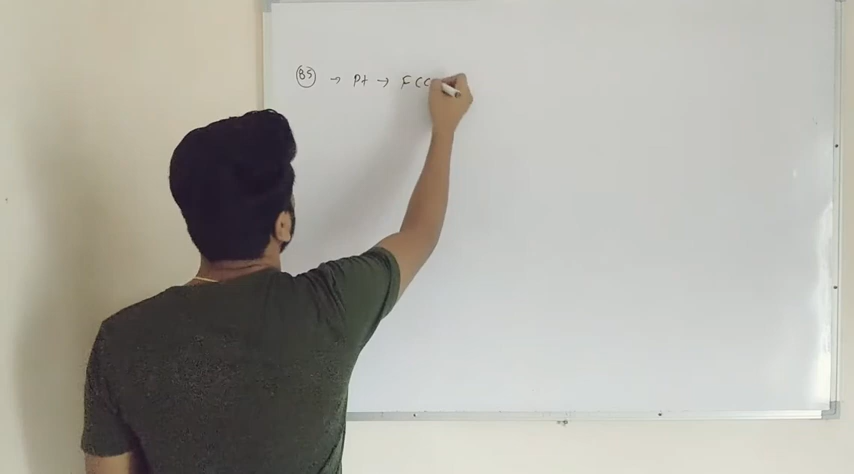 85 → Pt → FCC